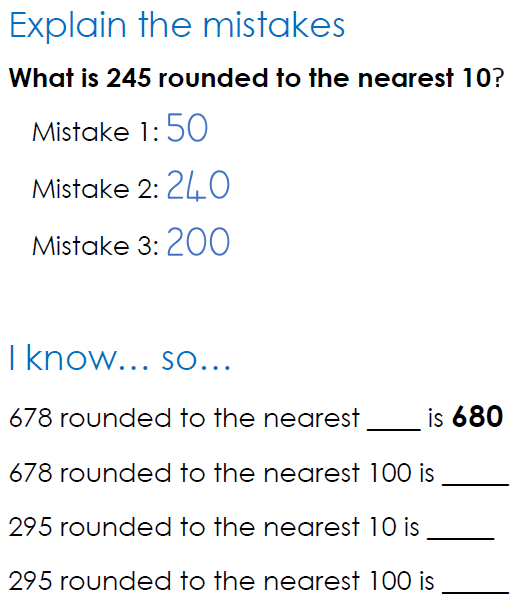 Explain the mistakes
What is 245 rounded to the nearest 10?
Mistake 1: 50
Mistake 2: 240
Mistake 3: 200
I know... so...
678 rounded to the nearest ____ is 680
678 rounded to the nearest 100 is _____
295 rounded to the nearest 10 is _____
295 rounded to the nearest 100 is _____